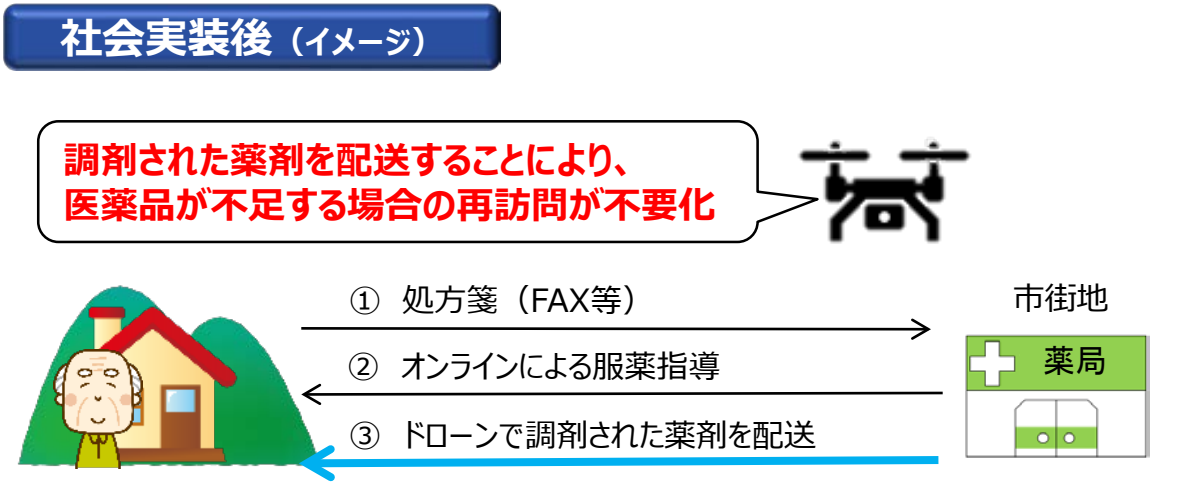 社会実装後（イメージ）
調剤された薬剤を配送することにより、
医薬品が不足する場合の再訪問が不要化
① 処方箋（FAX等）
市街地
② オンラインによる服薬指導
薬局
③ ドローンで調剤された薬剤を配送